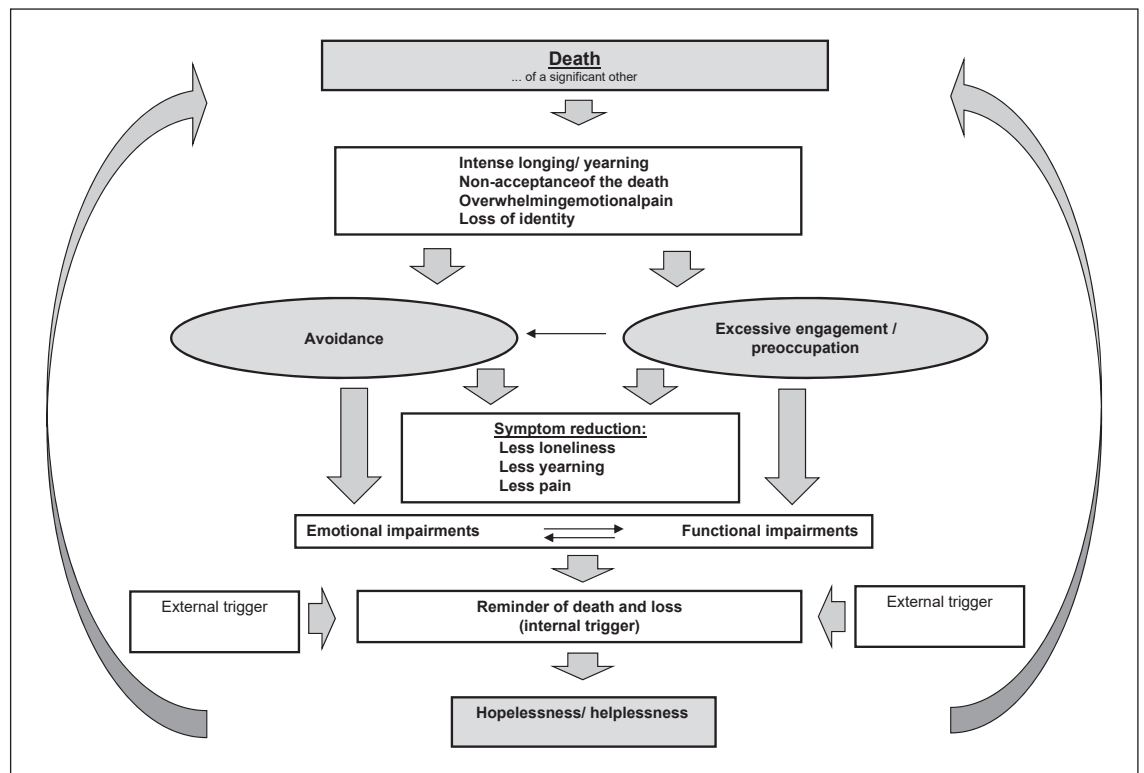 Death
... of a significant other
Intense longing/ yearning
Non-acceptanceof the death
Overwhelmingemotionalpain
Loss of identity
Avoidance
Excessive engagement /
preoccupation
Symptom reduction:
Less loneliness
Less yearning
Less pain
Emotional impairments
Functional impairments
External trigger
Reminder of death and loss
(internal trigger)
External trigger
Hopelessness/ helplessness